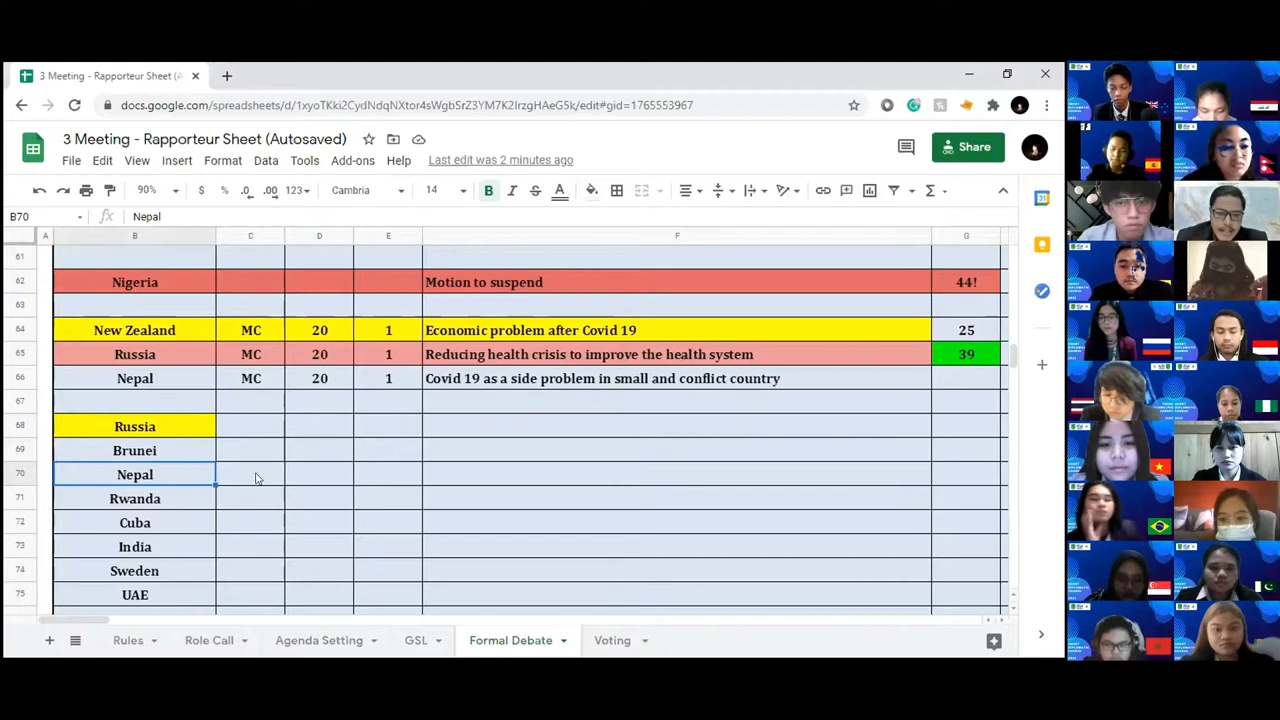 3 Meeting - Rapporteur Sheet (A
docs.google.com/spreadsheets/d/1xyoTKki2CydNdqNXtor4sWgbSrZ3YM7K2IrzgHAeG5k/edit#gid=1765553967
3 Meeting - Rapporteur Sheet (Autosaved)
File Edit View Insert Format Data Tools Add-ons Help Last edit was 2 minutes ago
Share
90% $ % .0 .00 123 Cambria 14 B I S A
B70 fx Nepal
A B C D E F G
61
62 Nigeria Motion to suspend 44!
63
64 New Zealand MC 20 1 Economic problem after Covid 19 25
65 Russia MC 20 1 Reducing health crisis to improve the health system 39
66 Nepal MC 20 1 Covid 19 as a side problem in small and conflict country
67
68 Russia
69 Brunei
70 Nepal
71 Rwanda
72 Cuba
73 India
74 Sweden
75 UAE
Rules Role Call Agenda Setting GSL Formal Debate Voting